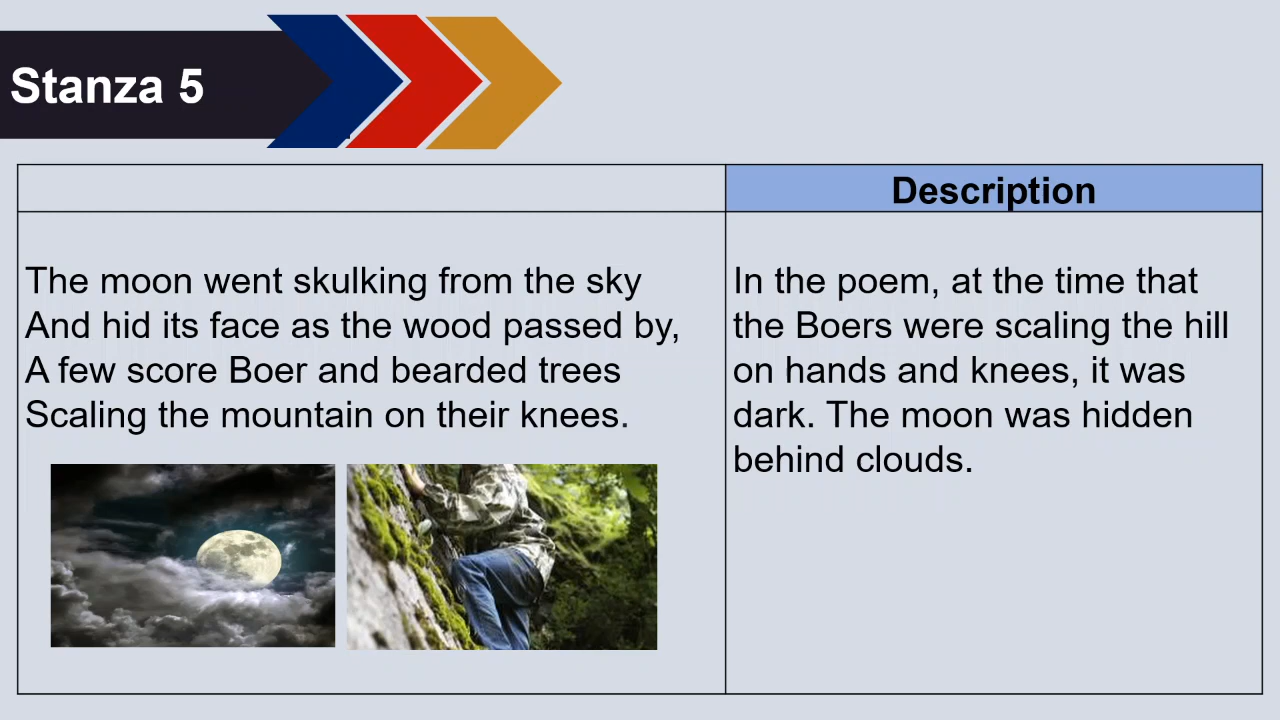 Stanza 5
Description
The moon went skulking from the sky
And hid its face as the wood passed by,
A few score Boer and bearded trees
Scaling the mountain on their knees.
In the poem, at the time that
the Boers were scaling the hill
on hands and knees, it was
dark. The moon was hidden
behind clouds.